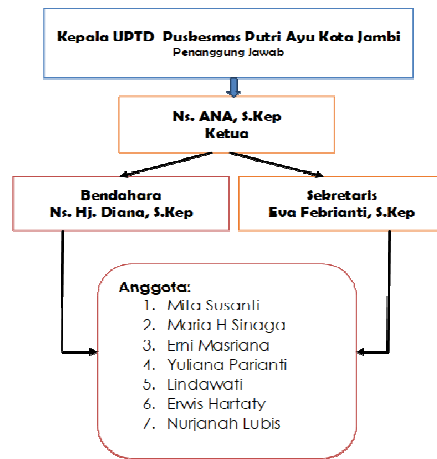 Kepala UPTD Puskesmas Putri Ayu Kota Jambi
Penanggung Jawab
Ns. ANA, S.Kep
Ketua
Bendahara
Ns. Hj. Diana, S.Kep
Sekretaris
Eva Febrianti, S.Kep
Anggota:
1. Mita Susanti
2. Maria H Sinaga
3. Erni Masriana
4. Yuliana Parianti
5. Lindawati
6. Erwis Hartaty
7. Nurjanah Lubis